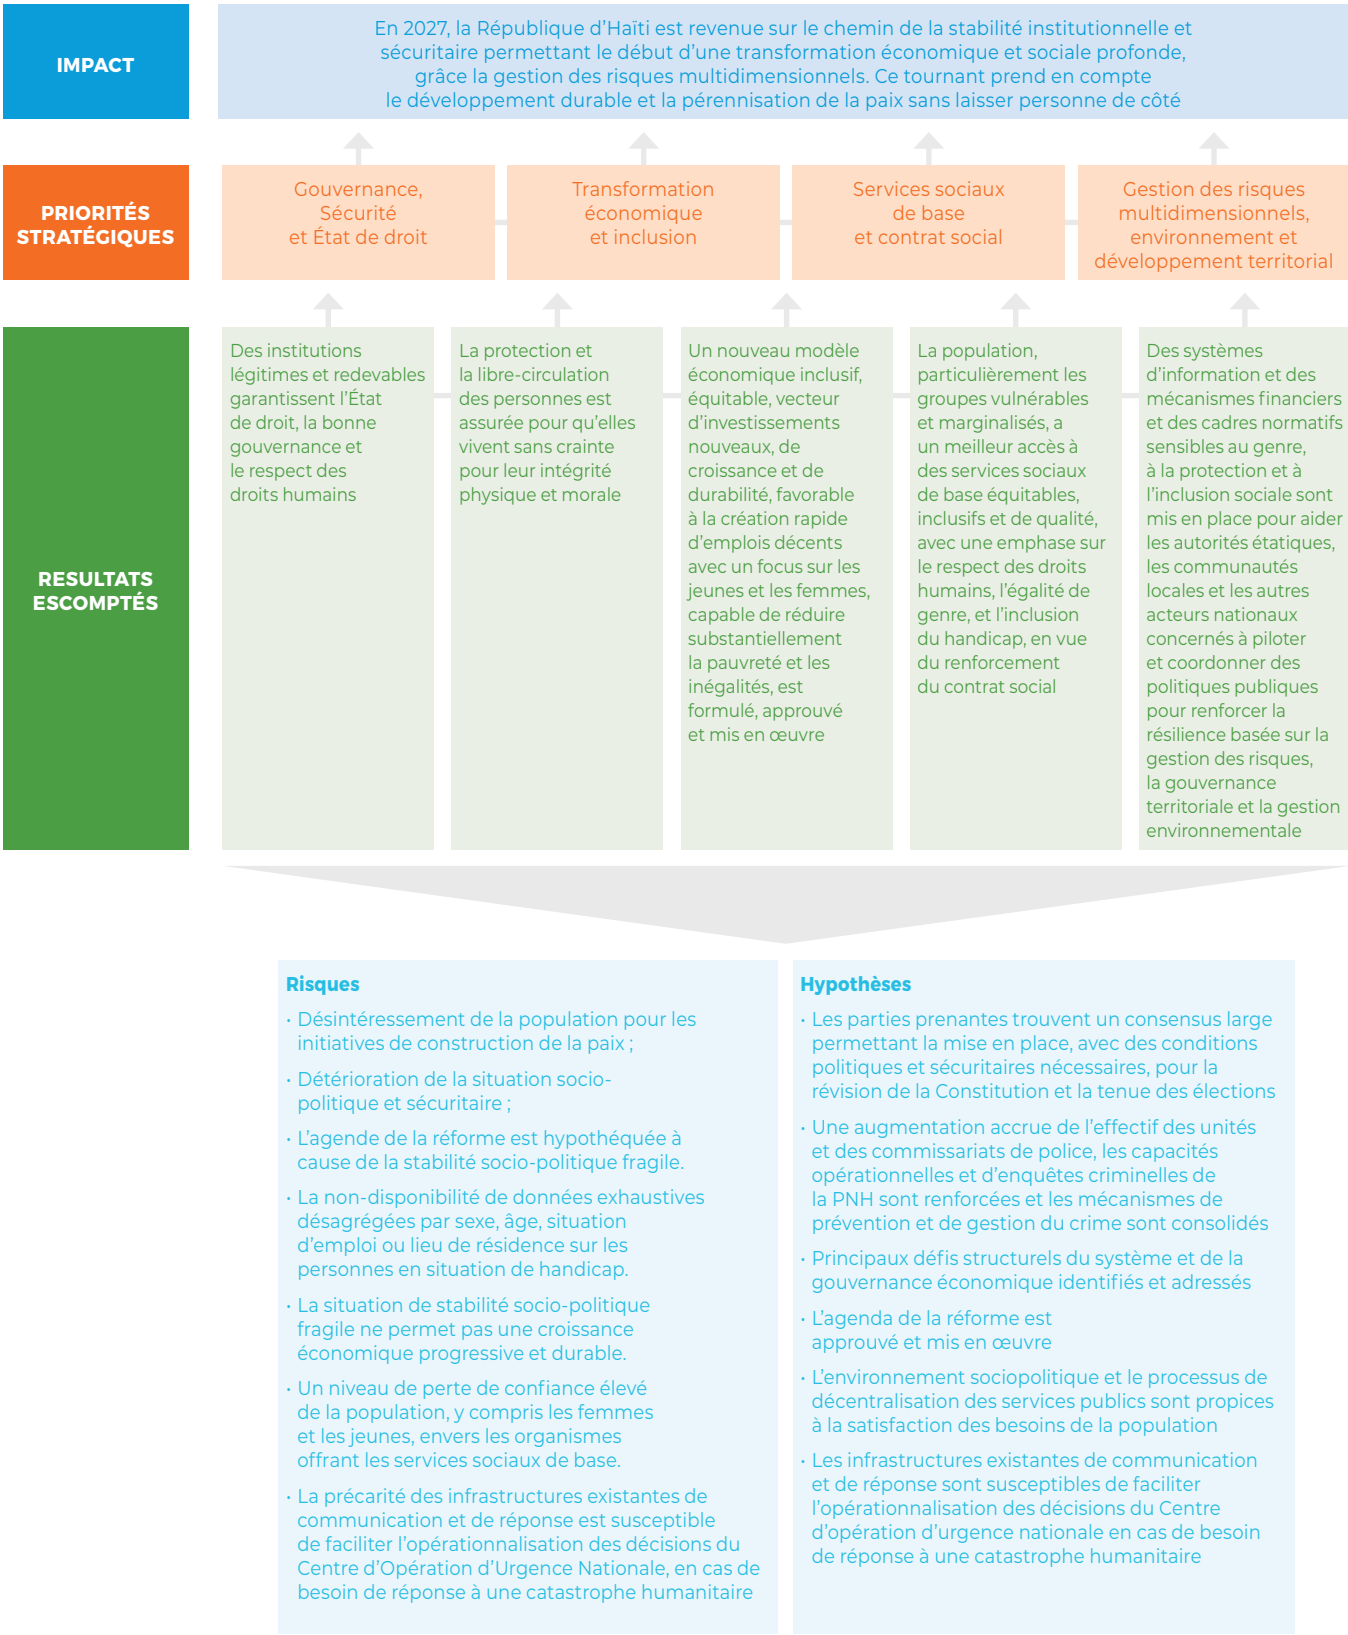 IMPACT
En 2027, la République d'Haïti est revenue sur le chemin de la stabilité institutionnelle et
sécuritaire permettant le début d'une transformation économique et sociale profonde,
grâce la gestion des risques multidimensionnels. Ce tournant prend en compte
le développement durable et la pérennisation de la paix sans laisser personne de côté
PRIORITÉS
STRATÉGIQUES
Gouvernance,
Sécurité
et État de droit
Transformation
économique
et inclusion
Services sociaux
de base
et contrat social
Gestion des risques
multidimensionnels,
environnement et
développement territorial
RESULTATS
ESCOMPTÉS
Des institutions
légitimes et redevables
garantissent l'État
de droit, la bonne
gouvernance et
le respect des
droits humains
La protection et
la libre-circulation
des personnes est
assurée pour qu'elles
vivent sans crainte
pour leur intégrité
physique et morale
Un nouveau modèle
économique inclusif,
équitable, vecteur
d'investissements
nouveaux, de
croissance et de
durabilité, favorable
à la création rapide
d'emplois décents
avec un focus sur les
jeunes et les femmes,
capable de réduire
substantiellement
la pauvreté et les
inégalités, est
formulé, approuvé
et mis en œuvre
La population,
particulièrement les
groupes vulnérables
et marginalisés, a
un meilleur accès à
des services sociaux
de base équitables,
inclusifs et de qualité,
avec une emphase sur
le respect des droits
humains, l'égalité de
genre, et l'inclusion
du handicap, en vue
du renforcement
du contrat social
Des systèmes
d'information et des
mécanismes financiers
et des cadres normatifs
sensibles au genre,
à la protection et à
l'inclusion sociale sont
mis en place pour aider
les autorités étatiques,
les communautés
locales et les autres
acteurs nationaux
concernés à piloter
et coordonner des
politiques publiques
pour renforcer la
résilience basée sur la
gestion des risques,
la gouvernance
territoriale et la gestion
environnementale
Risques
· Désintéressement de la population pour les
initiatives de construction de la paix ;
· Détérioration de la situation socio-
politique et sécuritaire ;
· L'agende de la réforme est hypothéquée à
cause de la stabilité socio-politique fragile.
· La non-disponibilité de données exhaustives
désagrégées par sexe, âge, situation
d'emploi ou lieu de résidence sur les
personnes en situation de handicap.
· La situation de stabilité socio-politique
fragile ne permet pas une croissance
économique progressive et durable.
· Un niveau de perte de confiance élevé
de la population, y compris les femmes
et les jeunes, envers les organismes
offrant les services sociaux de base.
· La précarité des infrastructures existantes de
communication et de réponse est susceptible
de faciliter l'opérationnalisation des décisions du
Centre d'Opération d'Urgence Nationale, en cas de
besoin de réponse à une catastrophe humanitaire
Hypothèses
· Les parties prenantes trouvent un consensus large
permettant la mise en place, avec des conditions
politiques et sécuritaires nécessaires, pour la
révision de la Constitution et la tenue des élections
· Une augmentation accrue de l'effectif des unités
et des commissariats de police, les capacités
opérationnelles et d'enquêtes criminelles de
la PNH sont renforcées et les mécanismes de
prévention et de gestion du crime sont consolidés
· Principaux défis structurels du système et de la
gouvernance économique identifiés et adressés
· L'agenda de la réforme est
approuvé et mis en œuvre
· L'environnement sociopolitique et le processus de
décentralisation des services publics sont propices
à la satisfaction des besoins de la population
· Les infrastructures existantes de communication
et de réponse sont susceptibles de faciliter
l'opérationnalisation des décisions du Centre
d'opération d'urgence nationale en cas de besoin
de réponse à une catastrophe humanitaire